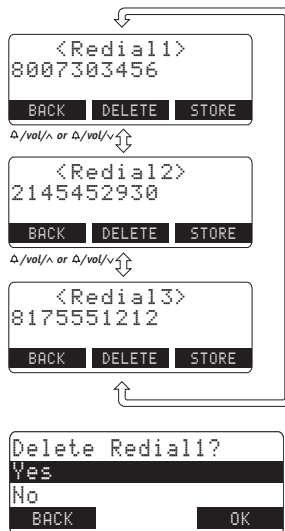 <Redial1>
8007303456
BACK DELETE STORE
/vol/∧ or /vol/∨
<Redial2>
2145452930
BACK DELETE STORE
/vol/∧ or /vol/∨
<Redial3>
8175551212
BACK DELETE STORE
Delete Redial1?
Yes
No
BACK OK